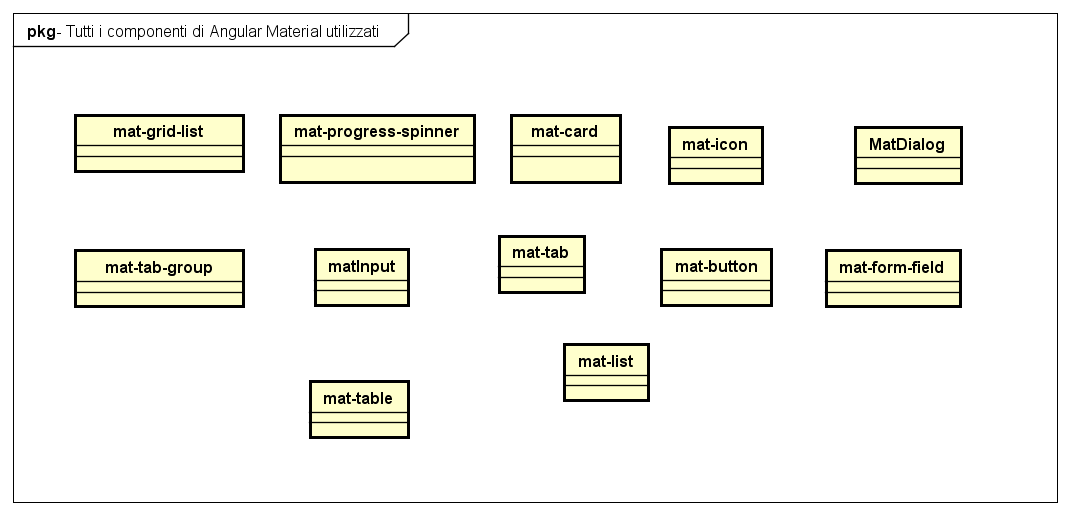 pkg- Tutti i componenti di Angular Material utilizzati
mat-grid-list
mat-progress-spinner
mat-card
mat-icon
MatDialog
mat-tab-group
matInput
mat-tab
mat-button
mat-form-field
mat-list
mat-table